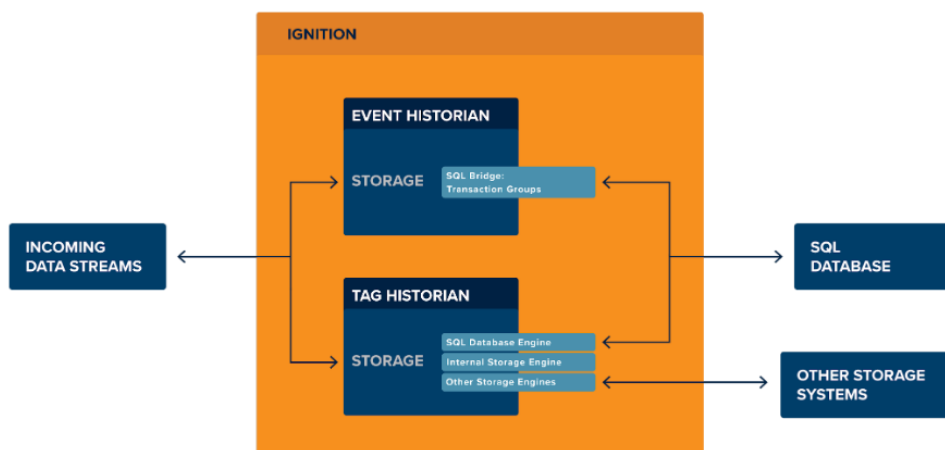 IGNITION
EVENT HISTORIAN
STORAGE
SQL Bridge:
Transaction Groups
INCOMING
DATA STREAMS
SQL
DATABASE
TAG HISTORIAN
STORAGE
SQL Database Engine
Internal Storage Engine
Other Storage Engines
OTHER STORAGE
SYSTEMS